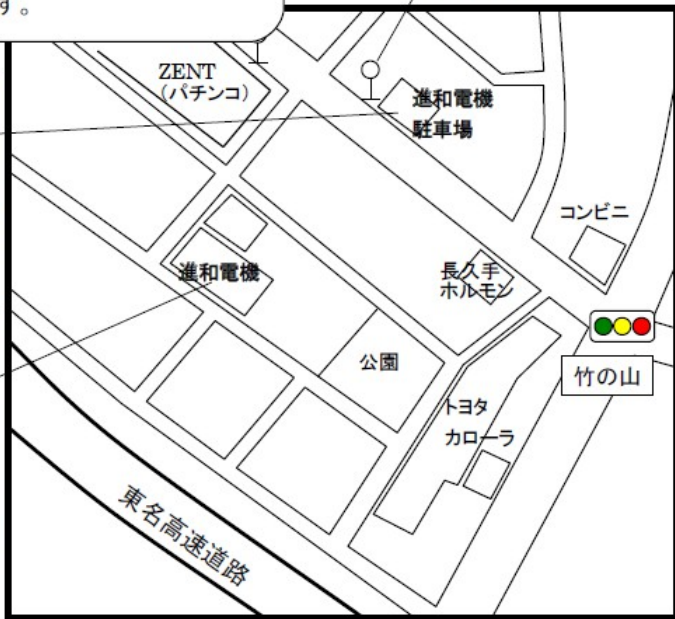 す。
ZENT
（パチンコ）
進和電機
駐車場
コンビニ
進和電機
長久手
ホルモン
竹の山
公園
トヨタ
カローラ
東名高速道路